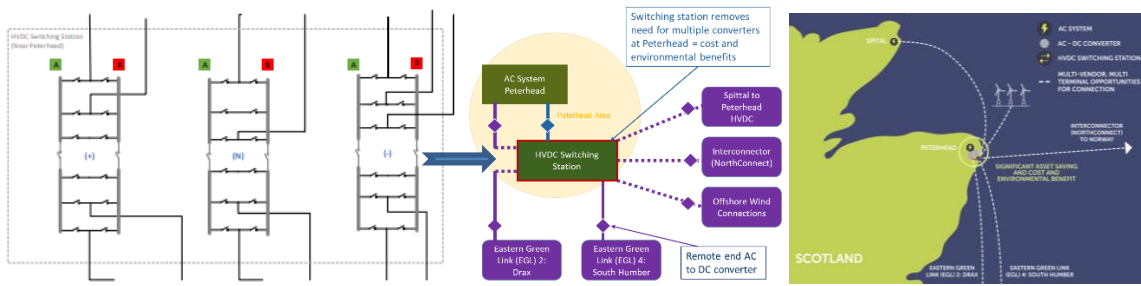 HVDC Switching Station
(Near Peterhead)
A
B
A
B
A
B
(+)
(N)
(-)
Switching station removes
need for multiple converters
at Peterhead = cost and
environmental benefits
AC System
Peterhead
Peterhead Area
HVDC Switching
Station
Spittal to
Peterhead
HVDC
Interconnector
(NorthConnect)
Offshore Wind
Connections
Eastern Green
Link (EGL) 2:
Drax
Eastern Green
Link (EGL) 4:
South Humber
Remote end AC
to DC converter
SPITAL
AC SYSTEM
AC - DC CONVERTER
HVDC SWITCHING STATION
MULTI-VENDOR, MULTI
TERMINAL OPPORTUNITIES
FOR CONNECTION
INTERCONNECTOR
(NORTHCONNECT)
TO NORWAY
PETERHEAD
SIGNIFICANT ASSET SAVING
AND COST AND
ENVIRONMENTAL BENEFIT
SCOTLAND
EASTERN GREEN
LINK (EGL) 2: DRAX
EASTERN GREEN LINK
(EGL) 4: SOUTH HUMBER